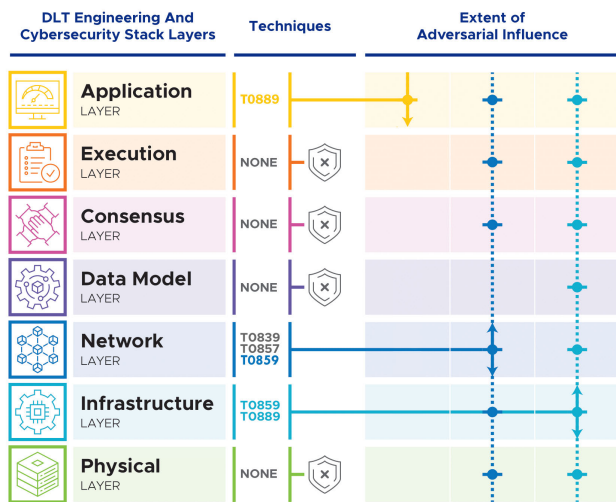 DLT Engineering And
Cybersecurity Stack Layers
Techniques
Extent of
Adversarial Influence
Application
LAYER
T0889
Execution
LAYER
NONE
Consensus
LAYER
NONE
Data Model
LAYER
NONE
Network
LAYER
T0839
T0857
T0859
Infrastructure
LAYER
T0859
T0889
Physical
LAYER
NONE